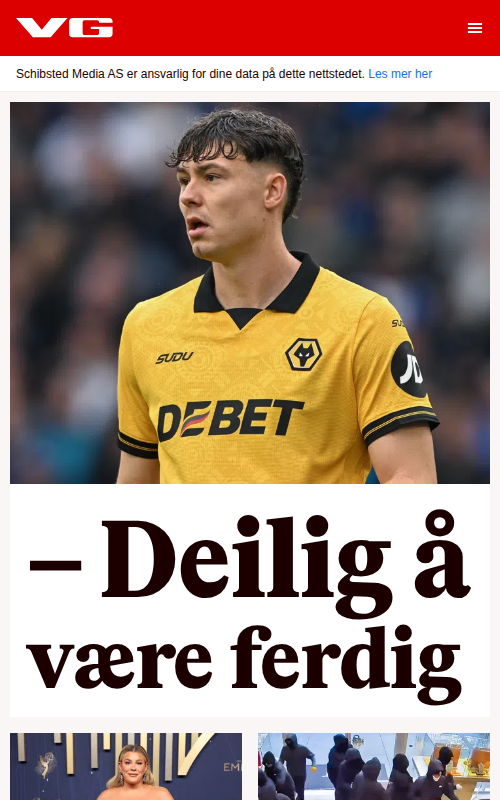 VG
Schibsted Media AS er ansvarlig for dine data på dette nettstedet. Les mer her
SUDU
JD
DEBET
– Deilig å
være ferdig